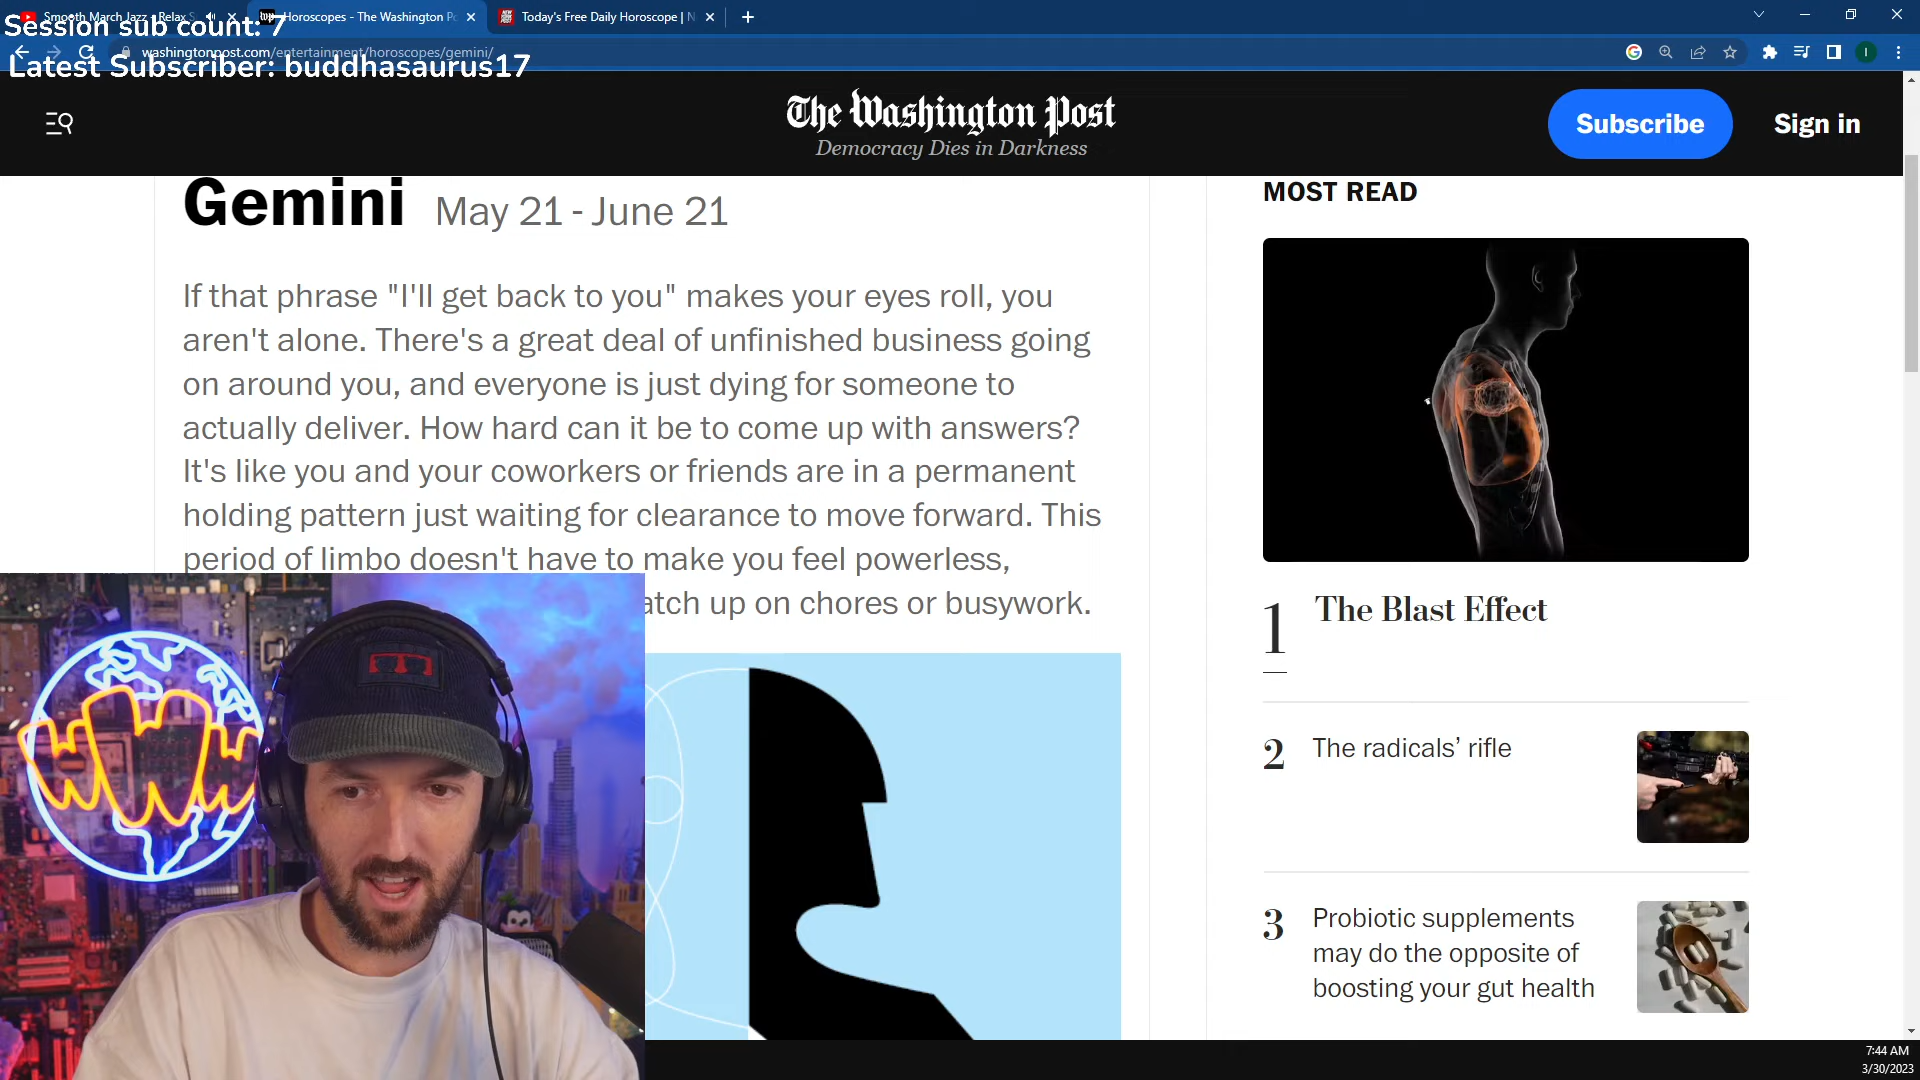 Smooth March Jazz - Relax S
Horoscopes - The Washington Po
Today's Free Daily Horoscope | N
Session sub count: 7
washingtonpost.com/entertainment/horoscopes/gemini/
Latest Subscriber: buddhasaurus17
The Washington Post
Democracy Dies in Darkness
Subscribe
Sign in
Gemini May 21 - June 21
If that phrase "I'll get back to you" makes your eyes roll, you
aren't alone. There's a great deal of unfinished business going
on around you, and everyone is just dying for someone to
actually deliver. How hard can it be to come up with answers?
It's like you and your coworkers or friends are in a permanent
holding pattern just waiting for clearance to move forward. This
period of limbo doesn't have to make you feel powerless,
atch up on chores or busywork.
MOST READ
1 The Blast Effect
2 The radicals’ rifle
3 Probiotic supplements
may do the opposite of
boosting your gut health
7:44 AM
3/30/2023